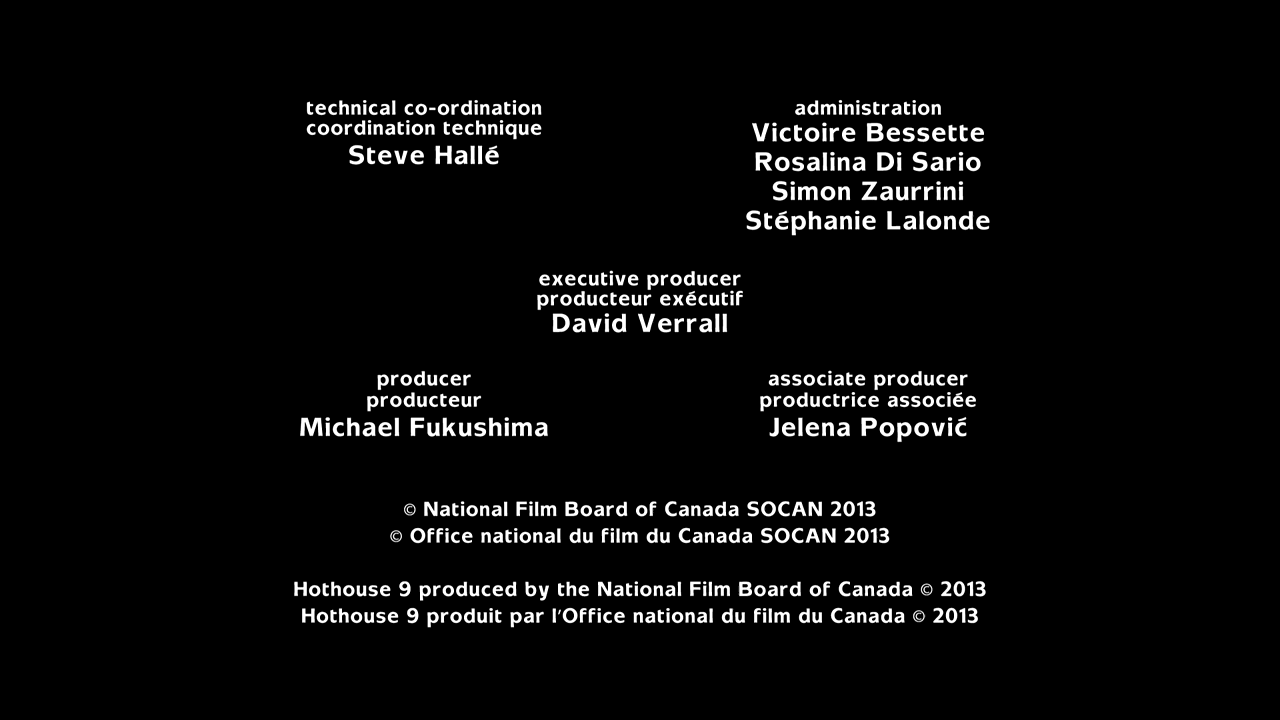 technical co-ordination
coordination technique
Steve Hallé
administration
Victoire Bessette
Rosalina Di Sario
Simon Zaurrini
Stéphanie Lalonde
executive producer
producteur exécutif
David Verrall
producer
producteur
Michael Fukushima
associate producer
productrice associée
Jelena Popović
© National Film Board of Canada SOCAN 2013
© Office national du film du Canada SOCAN 2013
Hothouse 9 produced by the National Film Board of Canada © 2013
Hothouse 9 produit par l'Office national du film du Canada © 2013